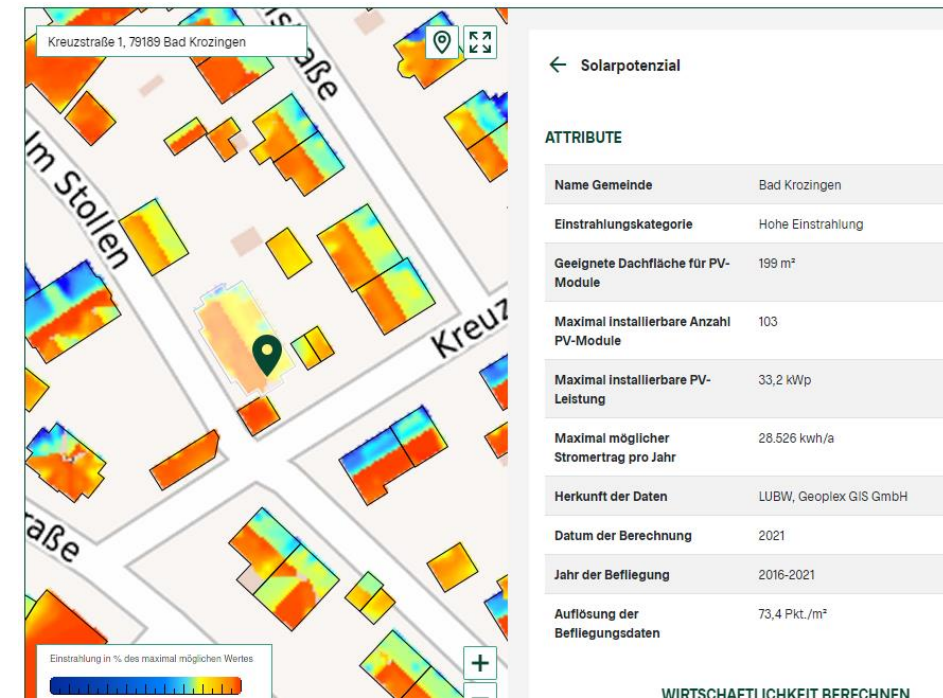 Kreuzstraße 1, 79189 Bad Krozingen
Im Stollen
aße
Kreuz
raße
Einstrahlung in % des maximal möglichen Wertes
Solarpotenzial
ATTRIBUTE
Name Gemeinde Bad Krozingen
Einstrahlungskategorie Hohe Einstrahlung
Geeignete Dachfläche für PV- 199 m²
Module
Maximal installierbare Anzahl 103
PV-Module
Maximal installierbare PV- 33,2 kWp
Leistung
Maximal möglicher 28.526 kwh/a
Stromertrag pro Jahr
Herkunft der Daten LUBW, Geoplex GIS GmbH
Datum der Berechnung 2021
Jahr der Befliegung 2016-2021
Auflösung der 73,4 Pkt./m²
Befliegungsdaten
WIRTSCHAFTLICHKEIT BERECHNEN